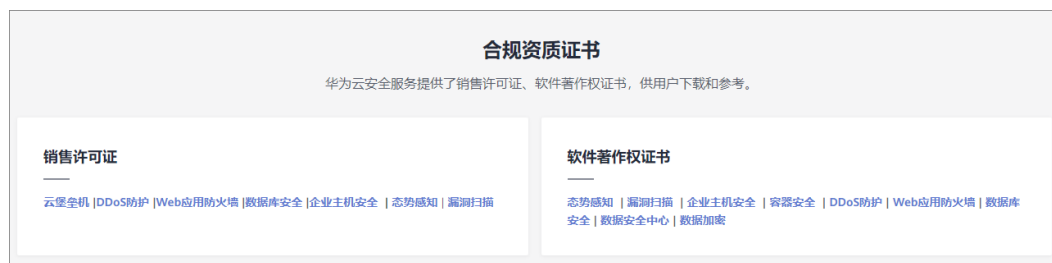 合规资质证书
华为云安全服务提供了销售许可证、软件著作权证书，供用户下载和参考。
销售许可证
云堡垒机 |DDoS防护 |Web应用防火墙 |数据库安全 |企业主机安全 | 态势感知 | 漏洞扫描
软件著作权证书
态势感知 | 漏洞扫描 | 企业主机安全 | 容器安全 | DDoS防护 | Web应用防火墙 | 数据库
安全 | 数据安全中心 | 数据加密